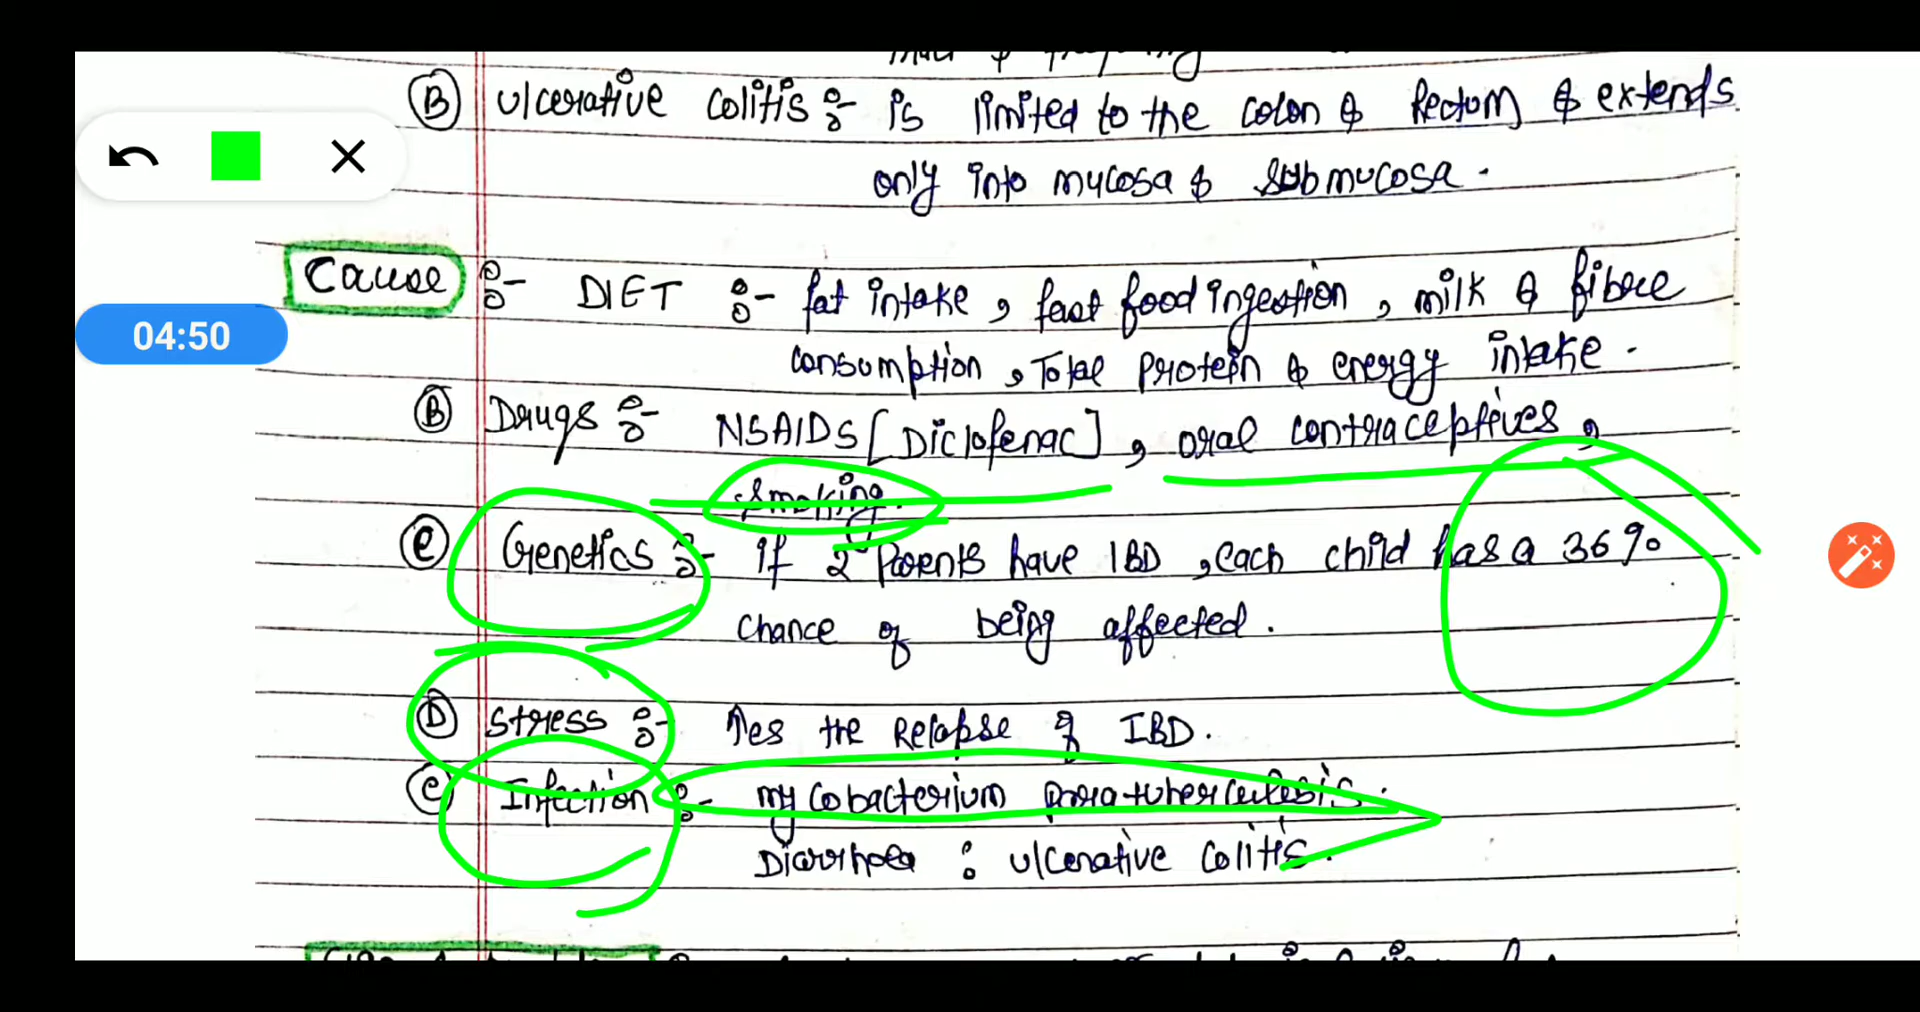 (B) Ulcerative colitis :- is limited to the colon & Rectum & extends
only into mucosa & submucosa.
Cause :- DIET :- fat intake, fast food ingestion, milk & fibre
consumption, Total protein & energy intake.
04:50
(B) Drugs :- NSAIDS [Diclofenac], oral contraceptives,
smoking.
(C) Genetics :- if 2 Parents have IBD, each child has a 36%
chance of being affected.
(D) Stress :- ↑es the Relapse of IBD.
(e) Infection :- mycobacterium paratuberculosis.
Diarrhoea : ulcerative colitis.